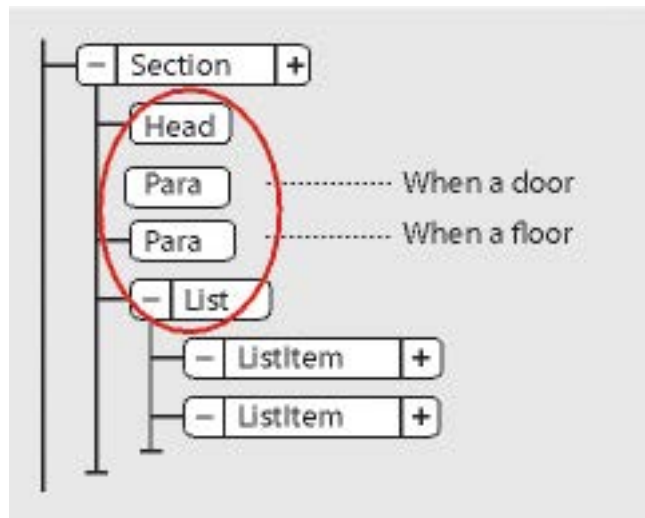 − Section +
Head
Para When a door
Para When a floor
− List
− ListItem +
− ListItem +